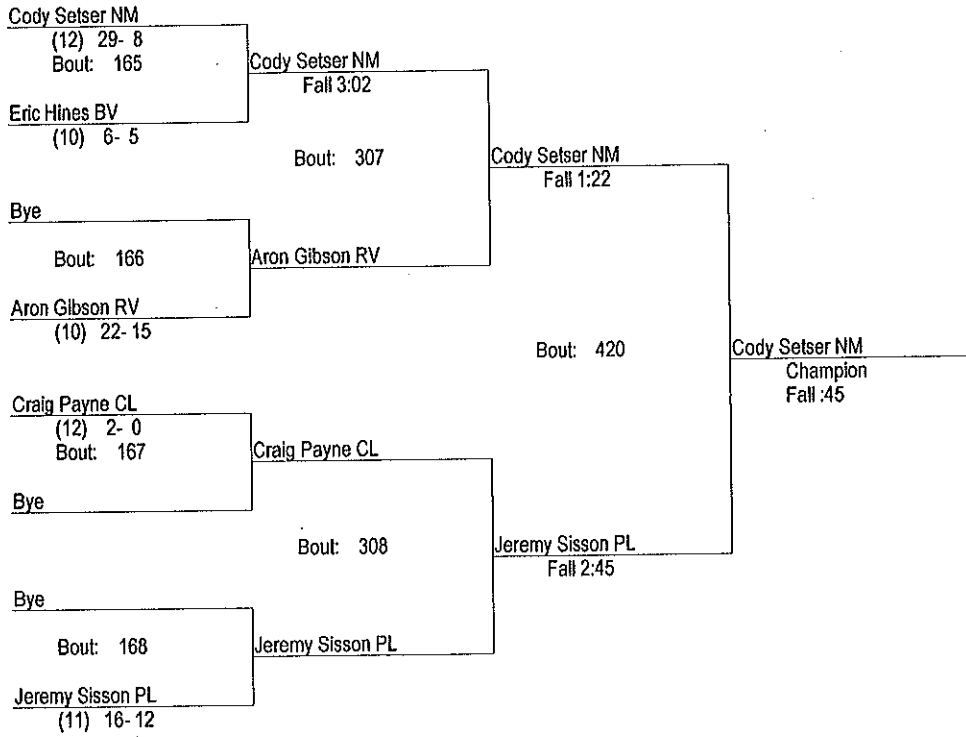 Cody Setser NM
(12) 29- 8
Bout: 165
Eric Hines BV
(10) 6- 5
Bye
Bout: 166
Aron Gibson RV
(10) 22- 15
Craig Payne CL
(12) 2- 0
Bout: 167
Bye
Bye
Bout: 168
Jeremy Sisson PL
(11) 16- 12
Cody Setser NM
Fall 3:02
Bout: 307
Aron Gibson RV
Craig Payne CL
Bout: 308
Jeremy Sisson PL
Cody Setser NM
Fall 1:22
Bout: 420
Jeremy Sisson PL
Fall 2:45
Cody Setser NM
Champion
Fall :45